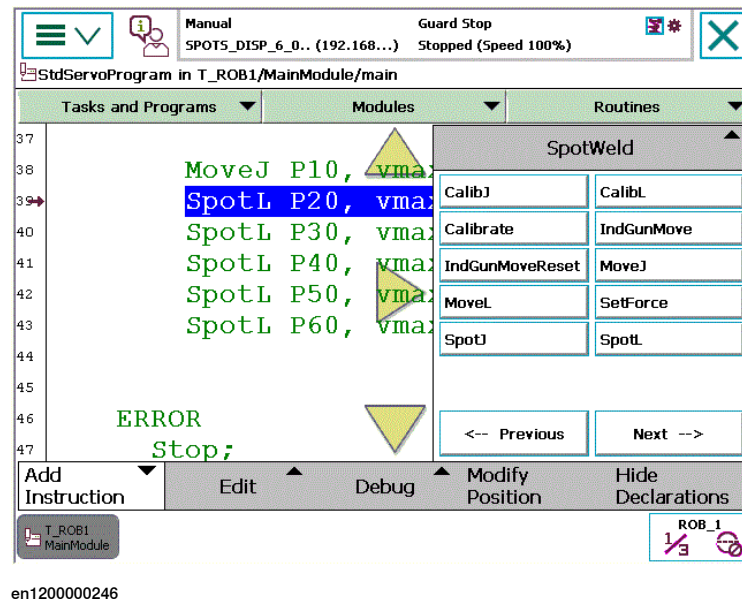 Manual
Guard Stop
SPOTS_DISP_6_0.. (192.168...)
Stopped (Speed 100%)
StdServoProgram in T_ROB1/MainModule/main
Tasks and Programs
Modules
Routines
37
38 MoveJ P10, vmax
39 SpotL P20, vmax
40 SpotL P30, vmax
41 SpotL P40, vmax
42 SpotL P50, vmax
43 SpotL P60, vmax
44
45
46 ERROR
47 Stop;
SpotWeld
CalibJ CalibL
Calibrate IndGunMove
IndGunMoveReset MoveJ
MoveL SetForce
SpotJ SpotL
<-- Previous Next -->
Add Instruction
Edit
Debug
Modify Position
Hide Declarations
T_ROB1
MainModule
ROB_1
1/3
en1200000246